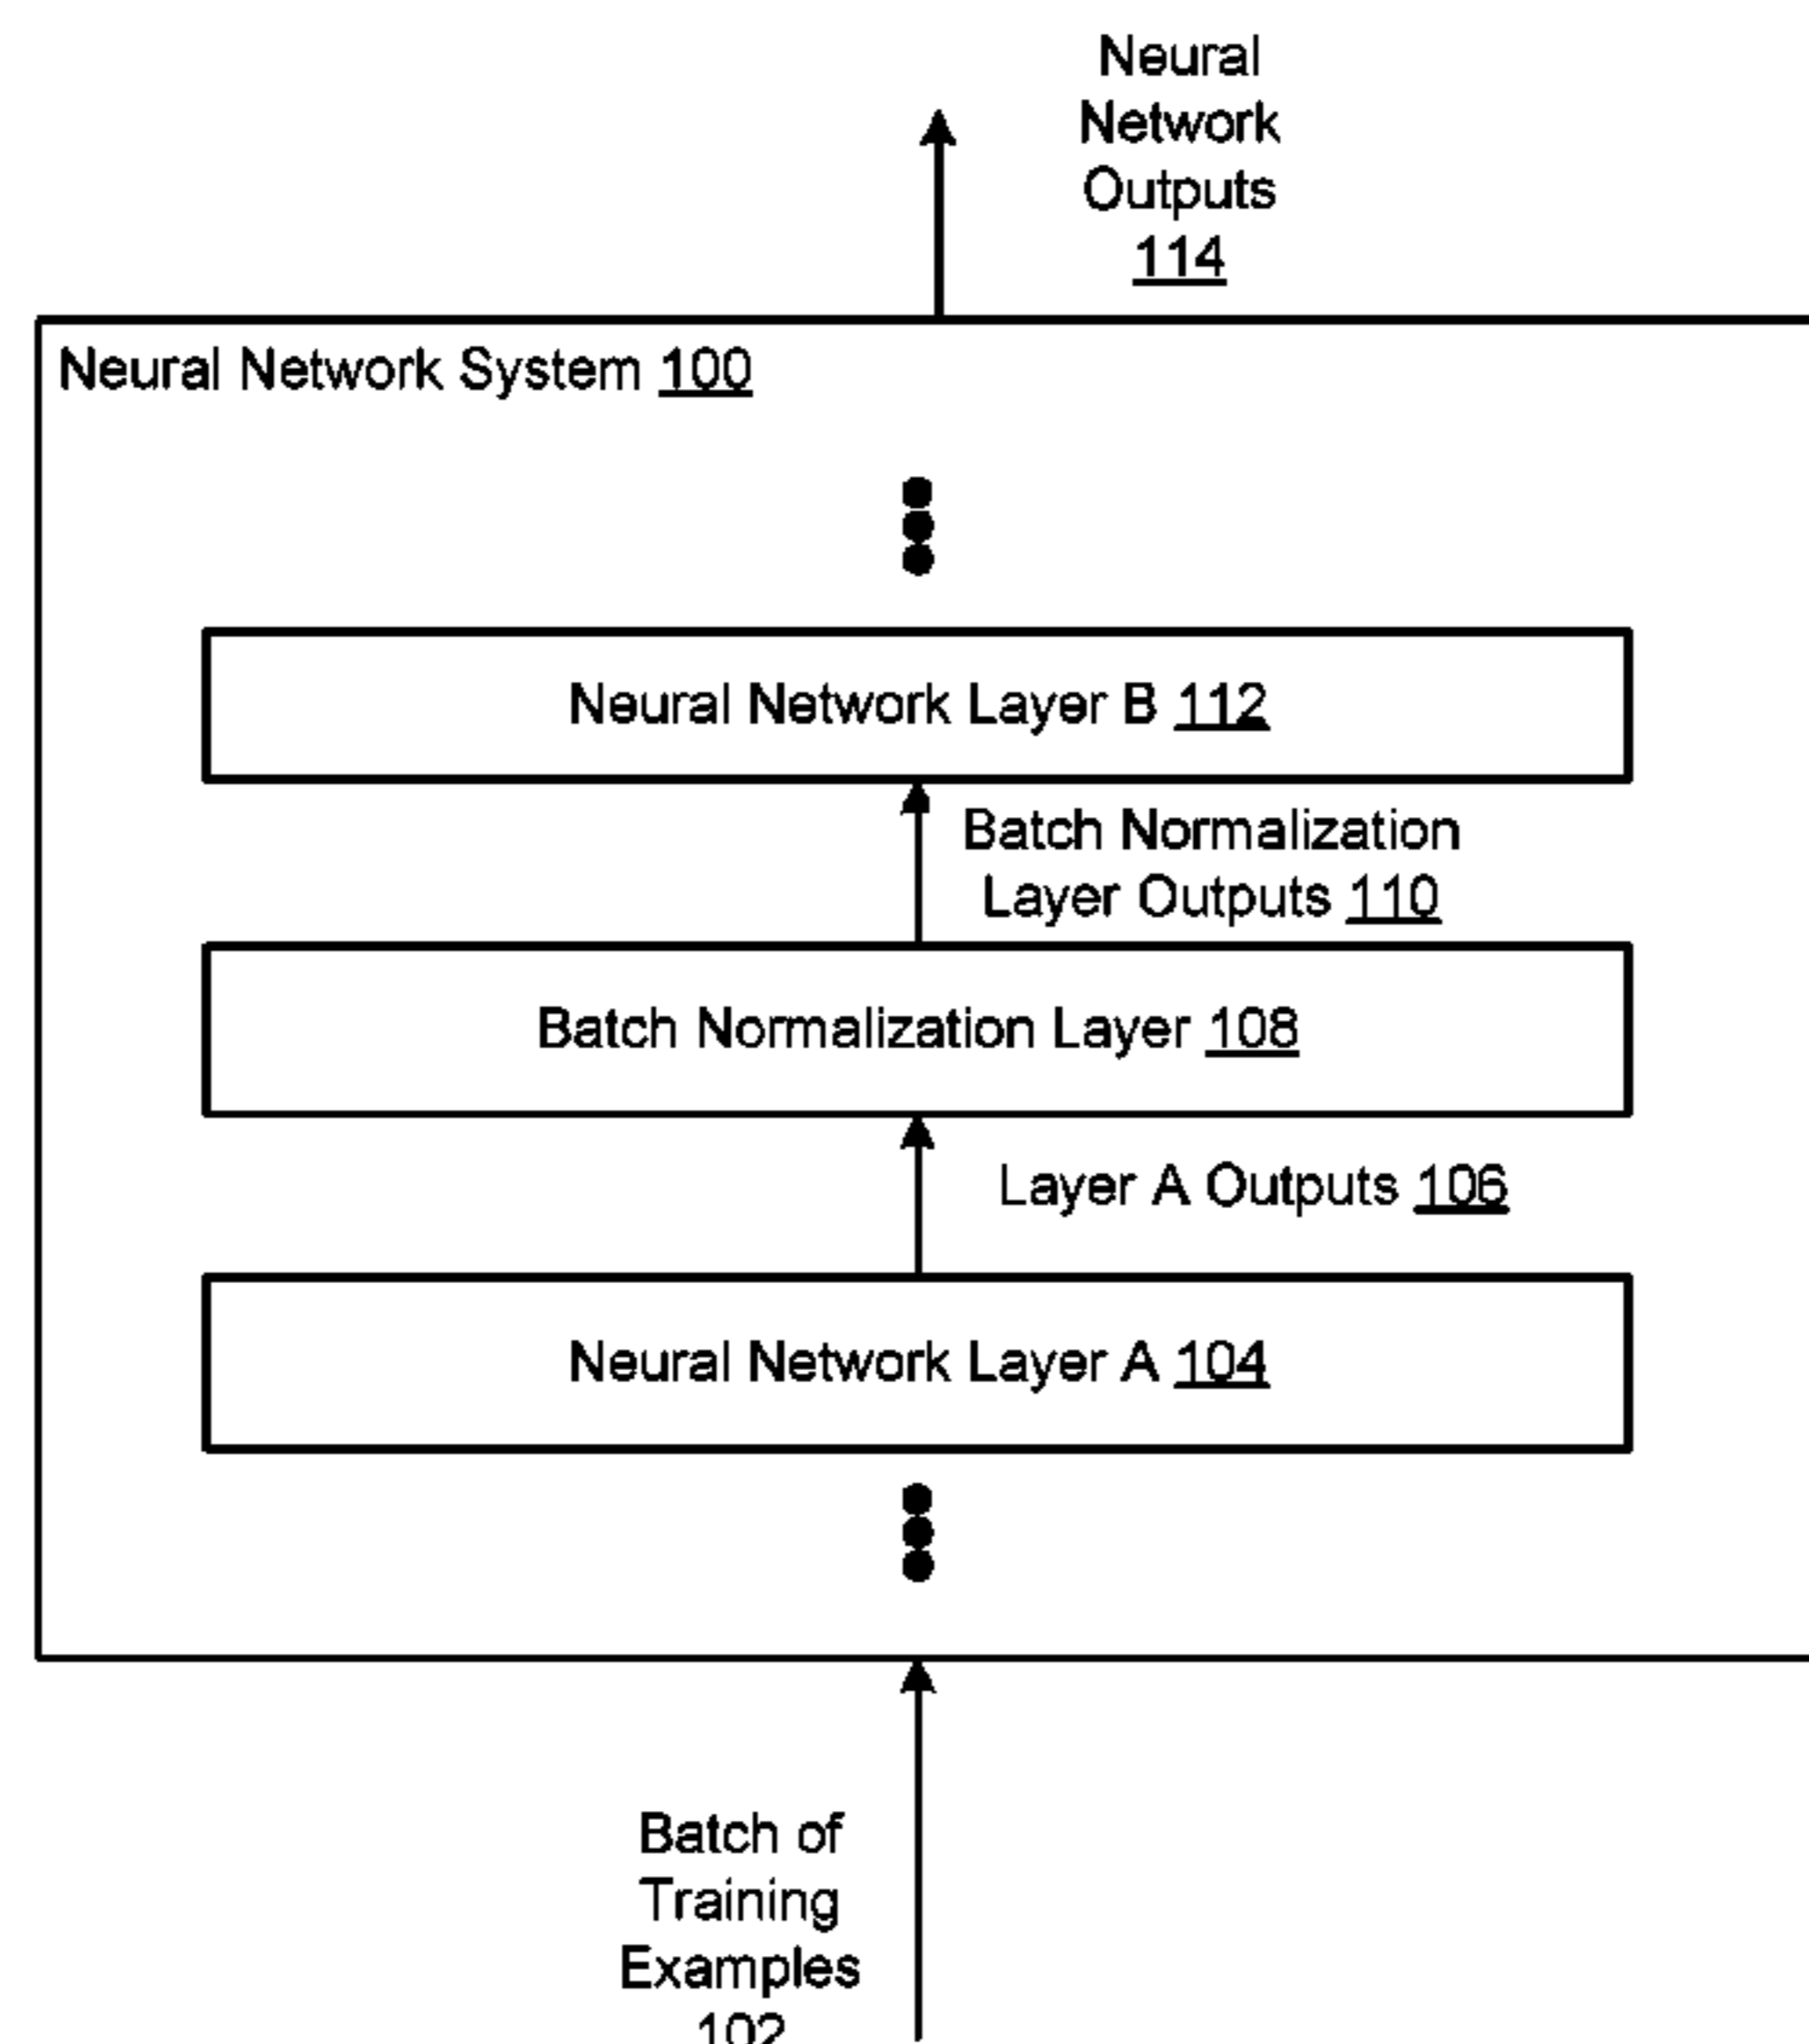 Neural
Network
Outputs
114
Neural Network System 100
Neural Network Layer B 112
Batch Normalization
Layer Outputs 110
Batch Normalization Layer 108
Layer A Outputs 106
Neural Network Layer A 104
Batch of
Training
Examples
102